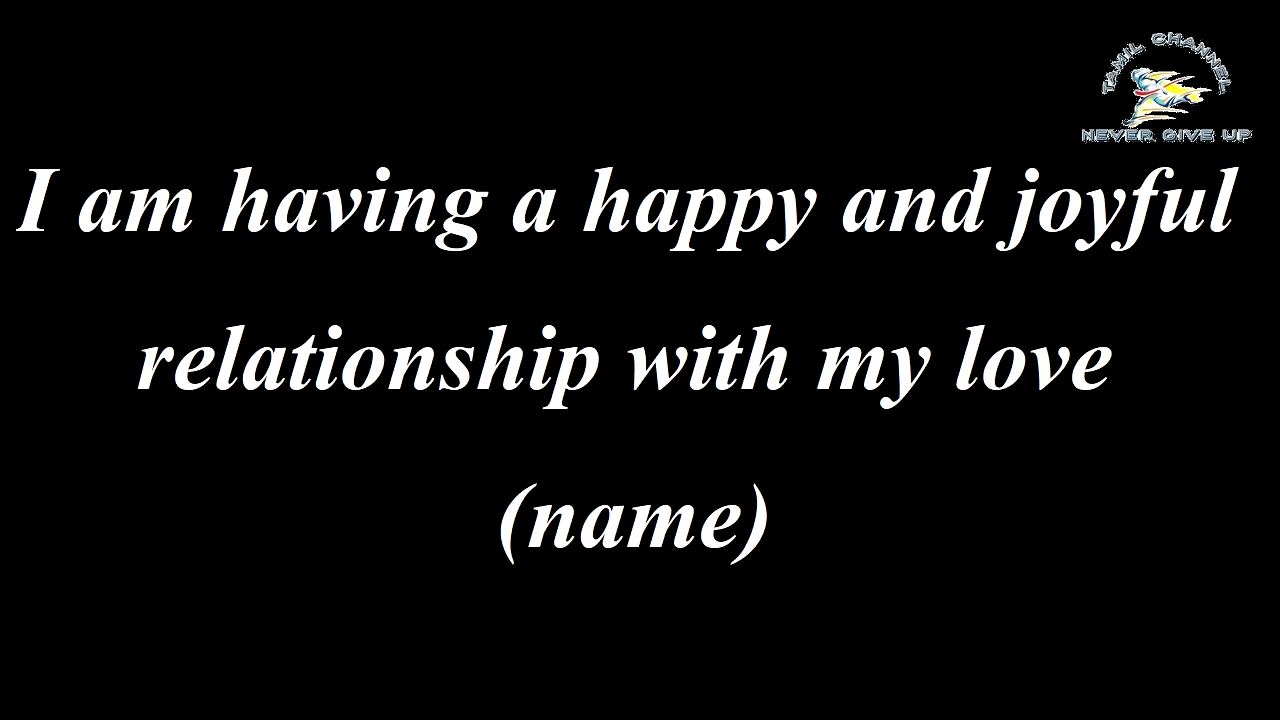 TAMIL CHANNEL
NEVER GIVE UP
I am having a happy and joyful
relationship with my love
(name)